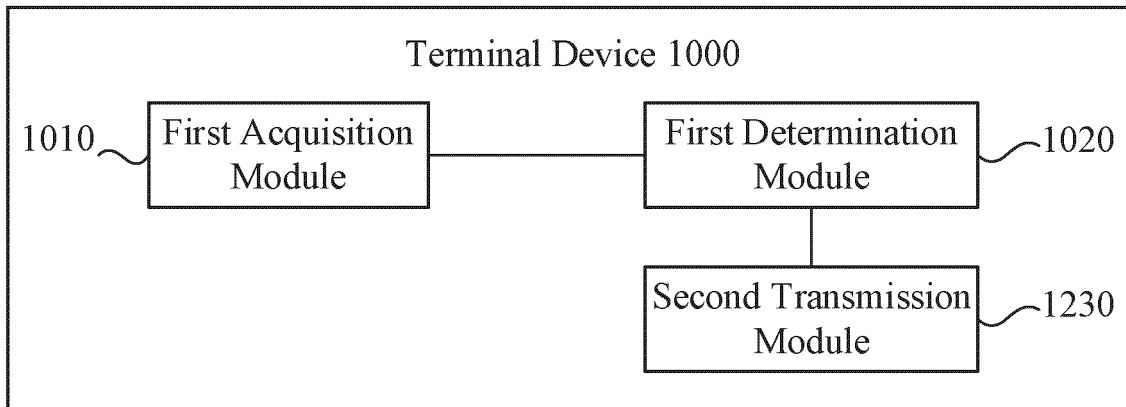 Terminal Device 1000
1010
First Acquisition
Module
First Determination
Module
1020
Second Transmission
Module
1230